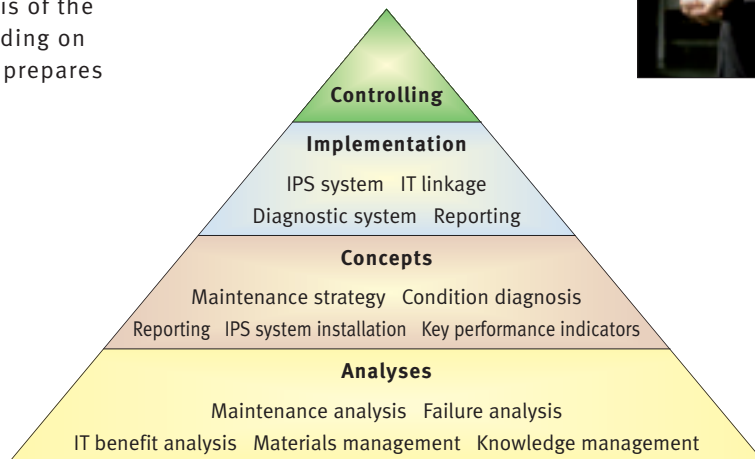 is of the
ding on
prepares
Controlling
Implementation
IPS system IT linkage
Diagnostic system Reporting
Concepts
Maintenance strategy Condition diagnosis
Reporting IPS system installation Key performance indicators
Analyses
Maintenance analysis Failure analysis
IT benefit analysis Materials management Knowledge management